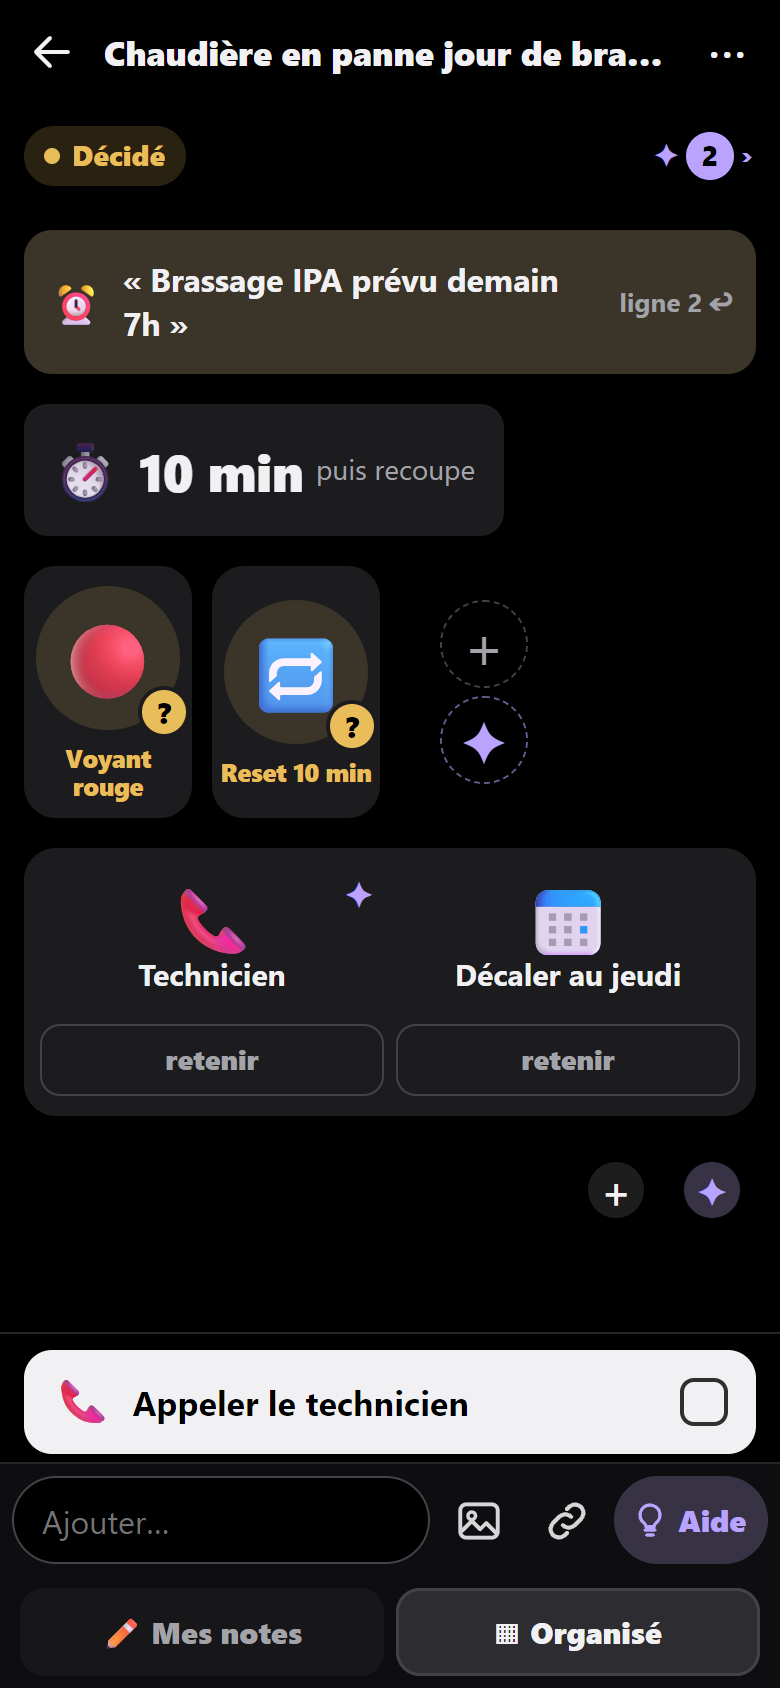 Chaudière en panne jour de bra...
Décidé
2
« Brassage IPA prévu demain
7h »
ligne 2
10 min puis recoupe
?
Voyant
rouge
?
Reset 10 min
Technicien
Décaler au jeudi
retenir
retenir
Appeler le technicien
Ajouter...
Aide
Mes notes
Organisé